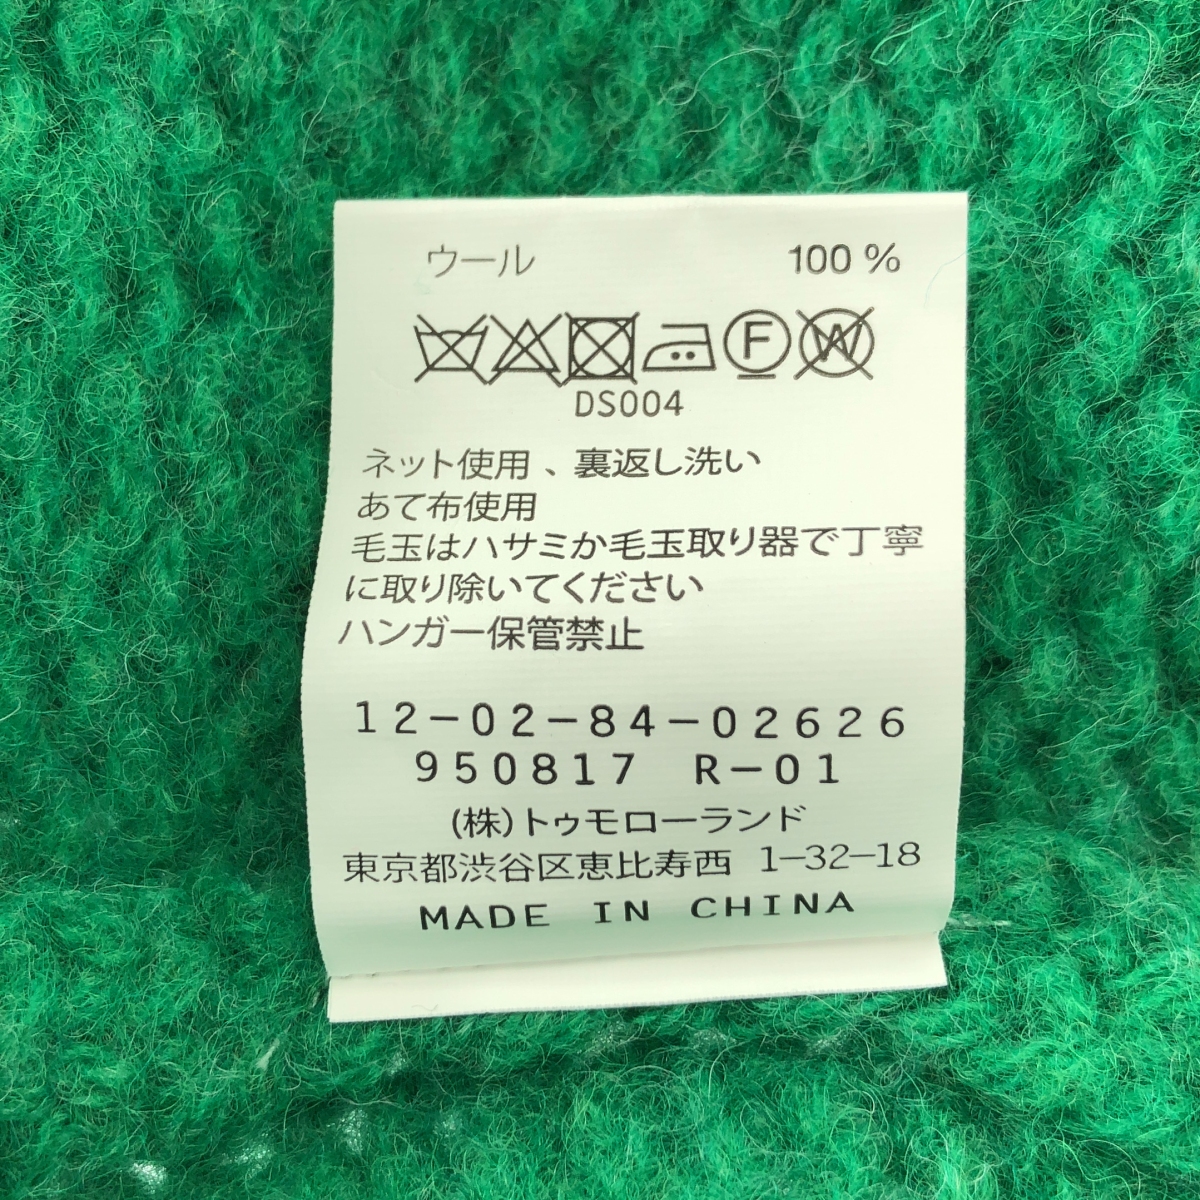 ウール 100 %
F W
DS004
ネット使用 、裏返し洗い
あて布使用
毛玉はハサミか毛玉取り器で丁寧
に取り除いてください
ハンガー保管禁止
12-02-84-02626
950817 R-01
(株)トゥモローランド
東京都渋谷区恵比寿西 1-32-18
MADE IN CHINA